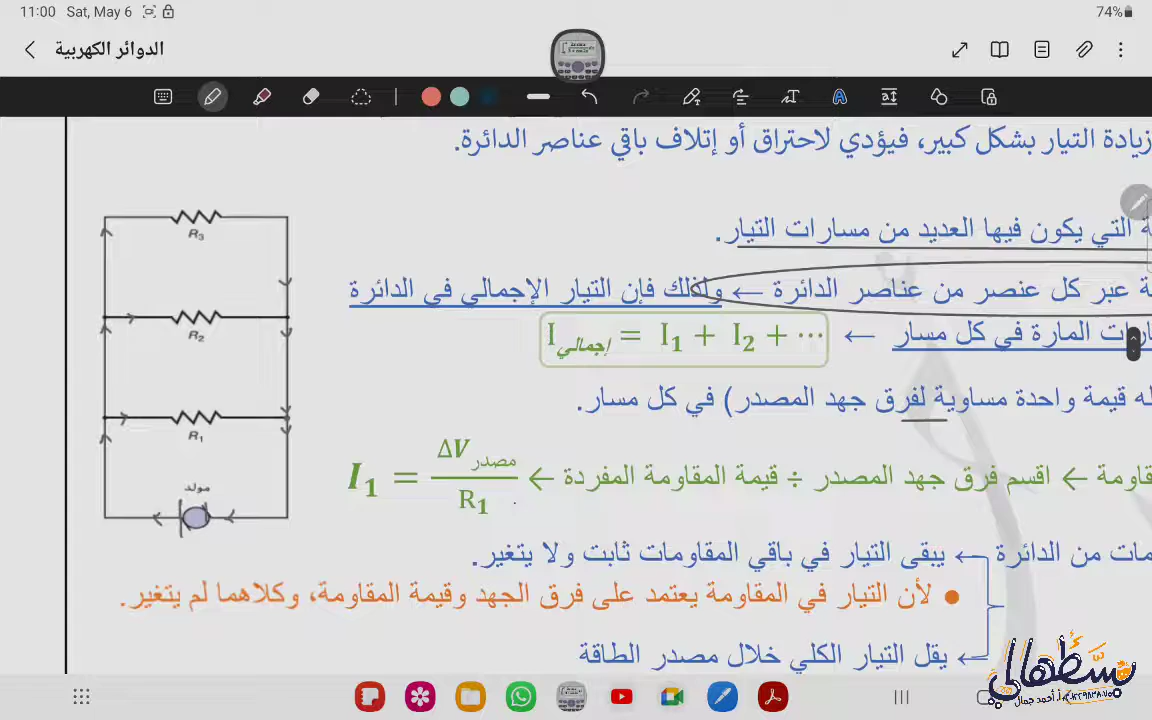 11:00 Sat, May 6
74%
الدوائر الكهربية
زيادة التيار بشكل كبير، فيؤدي لاحتراق أو إتلاف باقي عناصر الدائرة.
ة التي يكون فيها العديد من مسارات التيار.
ة عبر كل عنصر من عناصر الدائرة ← ولذلك فإن التيار الإجمالي في الدائرة
ارات المارة في كل مسار ← I إجمالي = I₁ + I₂ + ⋯
له قيمة واحدة مساوية لفرق جهد المصدر) في كل مسار.
قاومة ← اقسم فرق جهد المصدر ÷ قيمة المقاومة المفردة ← I₁ = ΔV مصدر / R₁
مات من الدائرة ← يبقى التيار في باقي المقاومات ثابت ولا يتغير.
● لأن التيار في المقاومة يعتمد على فرق الجهد وقيمة المقاومة، وكلاهما لم يتغير.
← يقل التيار الكلي خلال مصدر الطاقة
R₃
R₂
R₁
مولد
أ. أحمد جمال